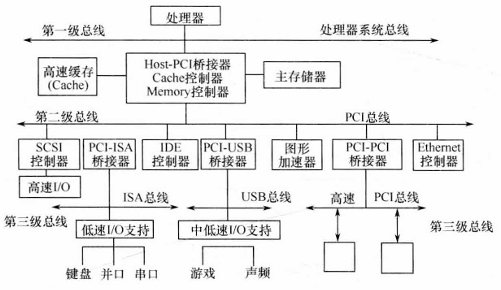 处理器
第一级总线
处理器系统总线
高速缓存
(Cache)
Host-PCI桥接器
Cache控制器
Memory控制器
主存储器
第二级总线
PCI总线
SCSI
控制器
PCI-ISA
桥接器
IDE
控制器
PCI-USB
桥接器
图形
加速器
PCI-PCI
桥接器
Ethernet
控制器
高速I/O
ISA总线
USB总线
高速
PCI总线
第三级总线
第三级总线
低速I/O支持
中低速I/O支持
键盘
并口
串口
游戏
声频